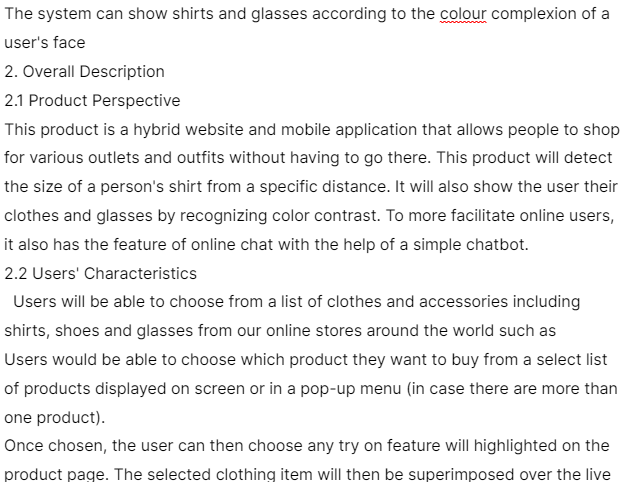 The system can show shirts and glasses according to the colour complexion of a
user's face
2. Overall Description
2.1 Product Perspective
This product is a hybrid website and mobile application that allows people to shop
for various outlets and outfits without having to go there. This product will detect
the size of a person's shirt from a specific distance. It will also show the user their
clothes and glasses by recognizing color contrast. To more facilitate online users,
it also has the feature of online chat with the help of a simple chatbot.
2.2 Users' Characteristics
Users will be able to choose from a list of clothes and accessories including
shirts, shoes and glasses from our online stores around the world such as
Users would be able to choose which product they want to buy from a select list
of products displayed on screen or in a pop-up menu (in case there are more than
one product).
Once chosen, the user can then choose any try on feature will highlighted on the
product page. The selected clothing item will then be superimposed over the live